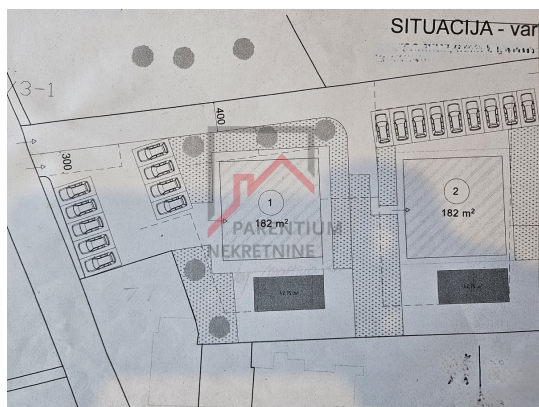 SITUACIJA - var
3-1
400
300
1
182 m²
2
182 m²
PARENTIUM
NEKRETNINE